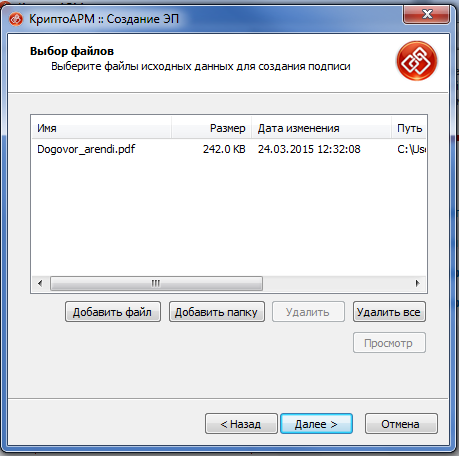 КриптоАРМ :: Создание ЭП
Выбор файлов
Выберите файлы исходных данных для создания подписи
Имя Размер Дата изменения Путь
Dogovor_arendi.pdf 242.0 KB 24.03.2015 12:32:08 C:\Use
Добавить файл Добавить папку Удалить Удалить все
Просмотр
< Назад Далее > Отмена